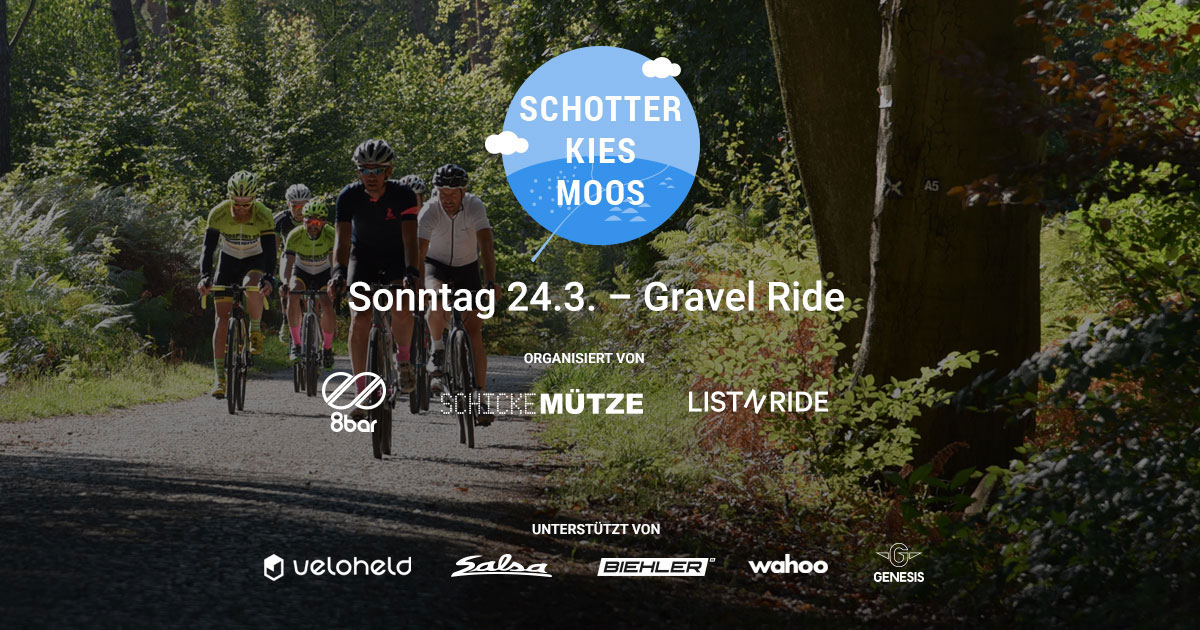 SCHOTTER
KIES
MOOS
A5
Sonntag 24.3. – Gravel Ride
ORGANISIERT VON
8bar
SCHICKE MÜTZE
LISTNRIDE
UNTERSTÜTZT VON
veloheld
Salsa
BIEHLER
wahoo
G
GENESIS